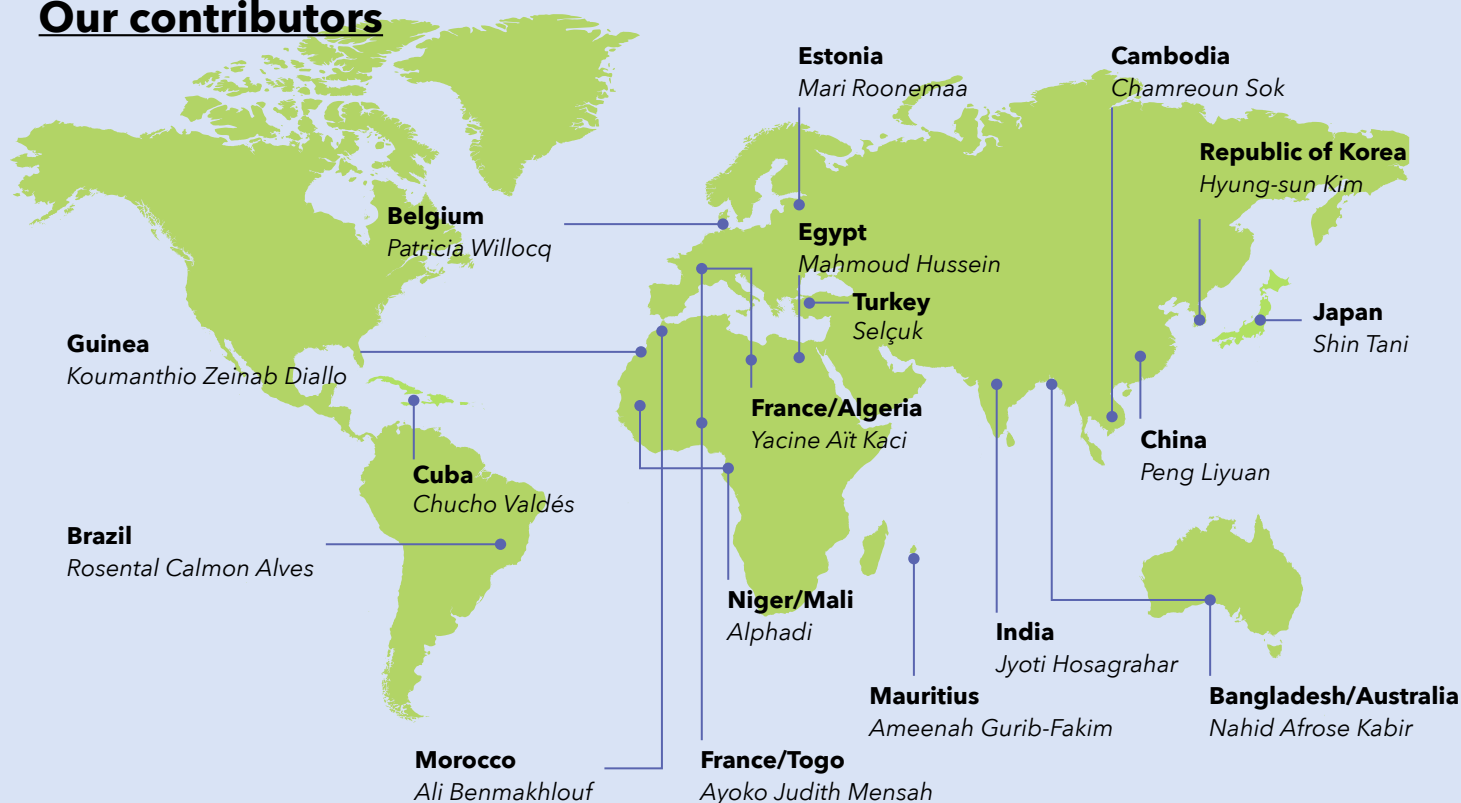 Our contributors
Estonia
Mari Roonemaa
Cambodia
Chamreoun Sok
Republic of Korea
Hyung-sun Kim
Belgium
Patricia Willocq
Egypt
Mahmoud Hussein
Turkey
Selçuk
Japan
Shin Tani
Guinea
Koumanthio Zeinab Diallo
France/Algeria
Yacine Aït Kaci
China
Peng Liyuan
Cuba
Chucho Valdés
Brazil
Rosental Calmon Alves
Niger/Mali
Alphadi
India
Jyoti Hosagrahar
Mauritius
Ameenah Gurib-Fakim
Bangladesh/Australia
Nahid Afrose Kabir
Morocco
Ali Benmakhlouf
France/Togo
Ayoko Judith Mensah